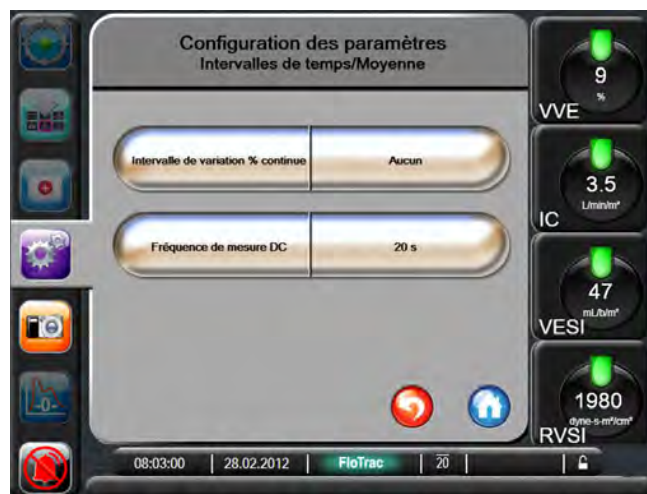 Configuration des paramètres
Intervalles de temps/Moyenne
Intervalle de variation % continue
Aucun
Fréquence de mesure DC
20 s
9
%
VVE
3.5
L/min/m²
IC
47
mL/b/m²
VESI
1980
dyne-s-m²/cm⁵
RVSI
-0-
08:03:00
28.02.2012
FloTrac
20